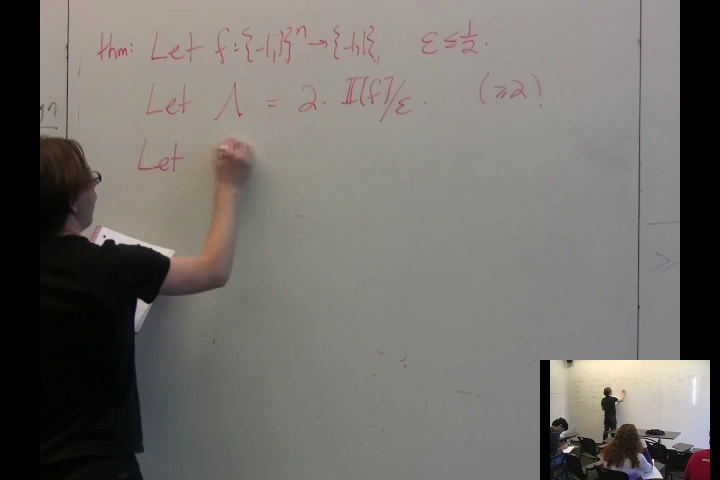 thm: Let f:{-1,1}ⁿ→{-1,1}, ε≤1/2.
Let Λ = 2· 𝕀[f]/ε. (≥2).
Let